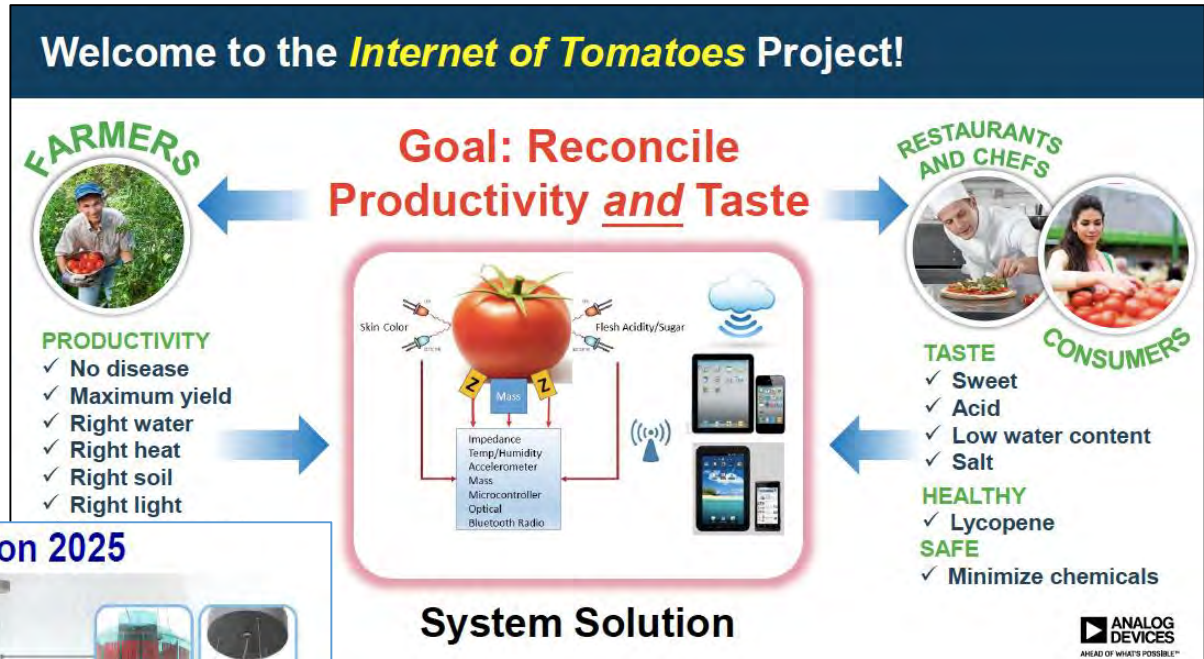 Welcome to the Internet of Tomatoes Project!
FARMERS
Goal: Reconcile
Productivity and Taste
RESTAURANTS
AND CHEFS
CONSUMERS
PRODUCTIVITY
✓ No disease
✓ Maximum yield
✓ Right water
✓ Right heat
✓ Right soil
✓ Right light
Skin Color
Flesh Acidity/Sugar
Z
Mass
Z
Impedance
Temp/Humidity
Accelerometer
Mass
Microcontroller
Optical
Bluetooth Radio
TASTE
✓ Sweet
✓ Acid
✓ Low water content
✓ Salt
HEALTHY
✓ Lycopene
SAFE
✓ Minimize chemicals
on 2025
System Solution
ANALOG
DEVICES
AHEAD OF WHAT'S POSSIBLE™